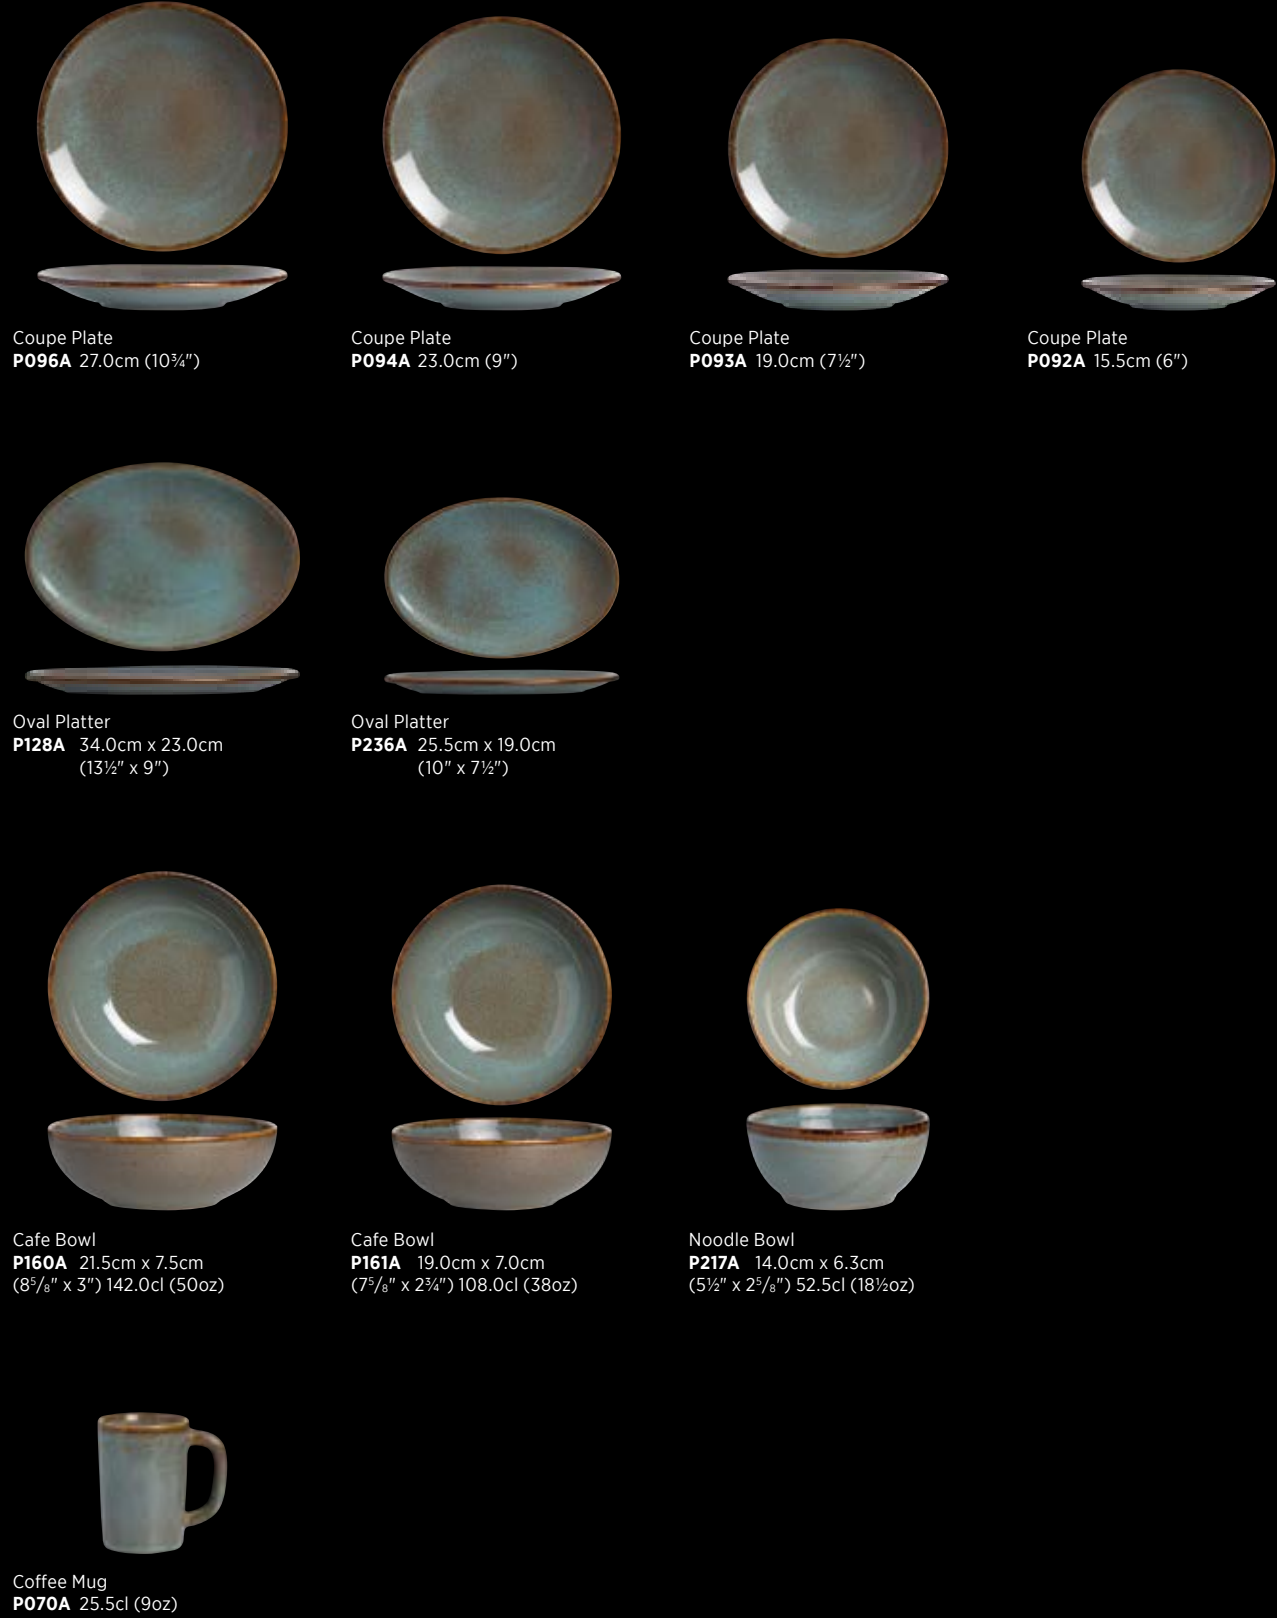 Coupe Plate
P096A 27.0cm (10¾")
Coupe Plate
P094A 23.0cm (9")
Coupe Plate
P093A 19.0cm (7½")
Coupe Plate
P092A 15.5cm (6")
Oval Platter
P128A 34.0cm x 23.0cm
(13½" x 9")
Oval Platter
P236A 25.5cm x 19.0cm
(10" x 7½")
Cafe Bowl
P160A 21.5cm x 7.5cm
(8⁵/₈" x 3") 142.0cl (50oz)
Cafe Bowl
P161A 19.0cm x 7.0cm
(7⁵/₈" x 2¾") 108.0cl (38oz)
Noodle Bowl
P217A 14.0cm x 6.3cm
(5½" x 2⁵/₈") 52.5cl (18½oz)
Coffee Mug
P070A 25.5cl (9oz)